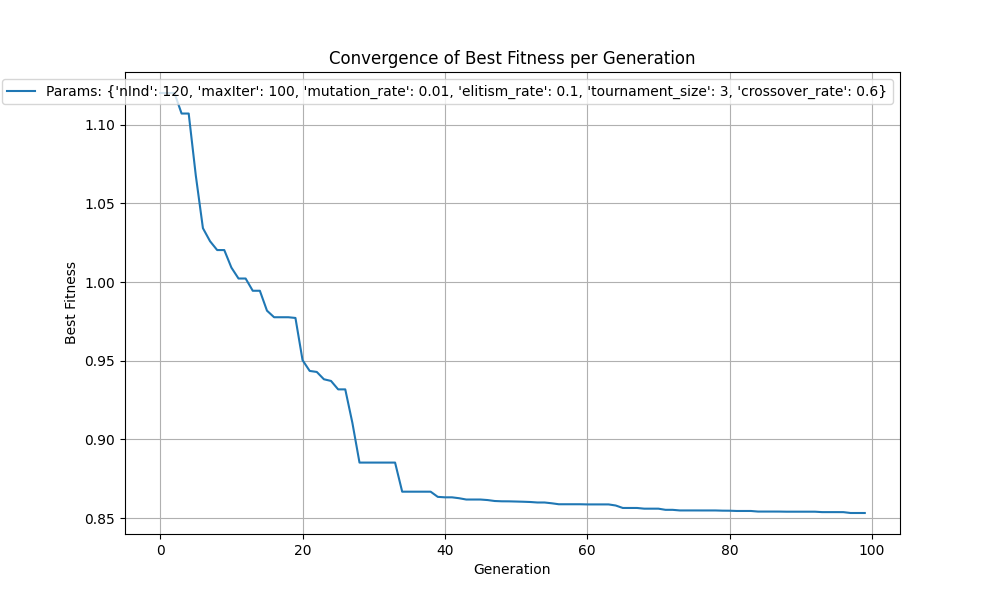 Convergence of Best Fitness per Generation
Params: {'nInd': 120, 'maxIter': 100, 'mutation_rate': 0.01, 'elitism_rate': 0.1, 'tournament_size': 3, 'crossover_rate': 0.6}
1.10
1.05
1.00
0.95
0.90
0.85
Best Fitness
0 20 40 60 80 100
Generation